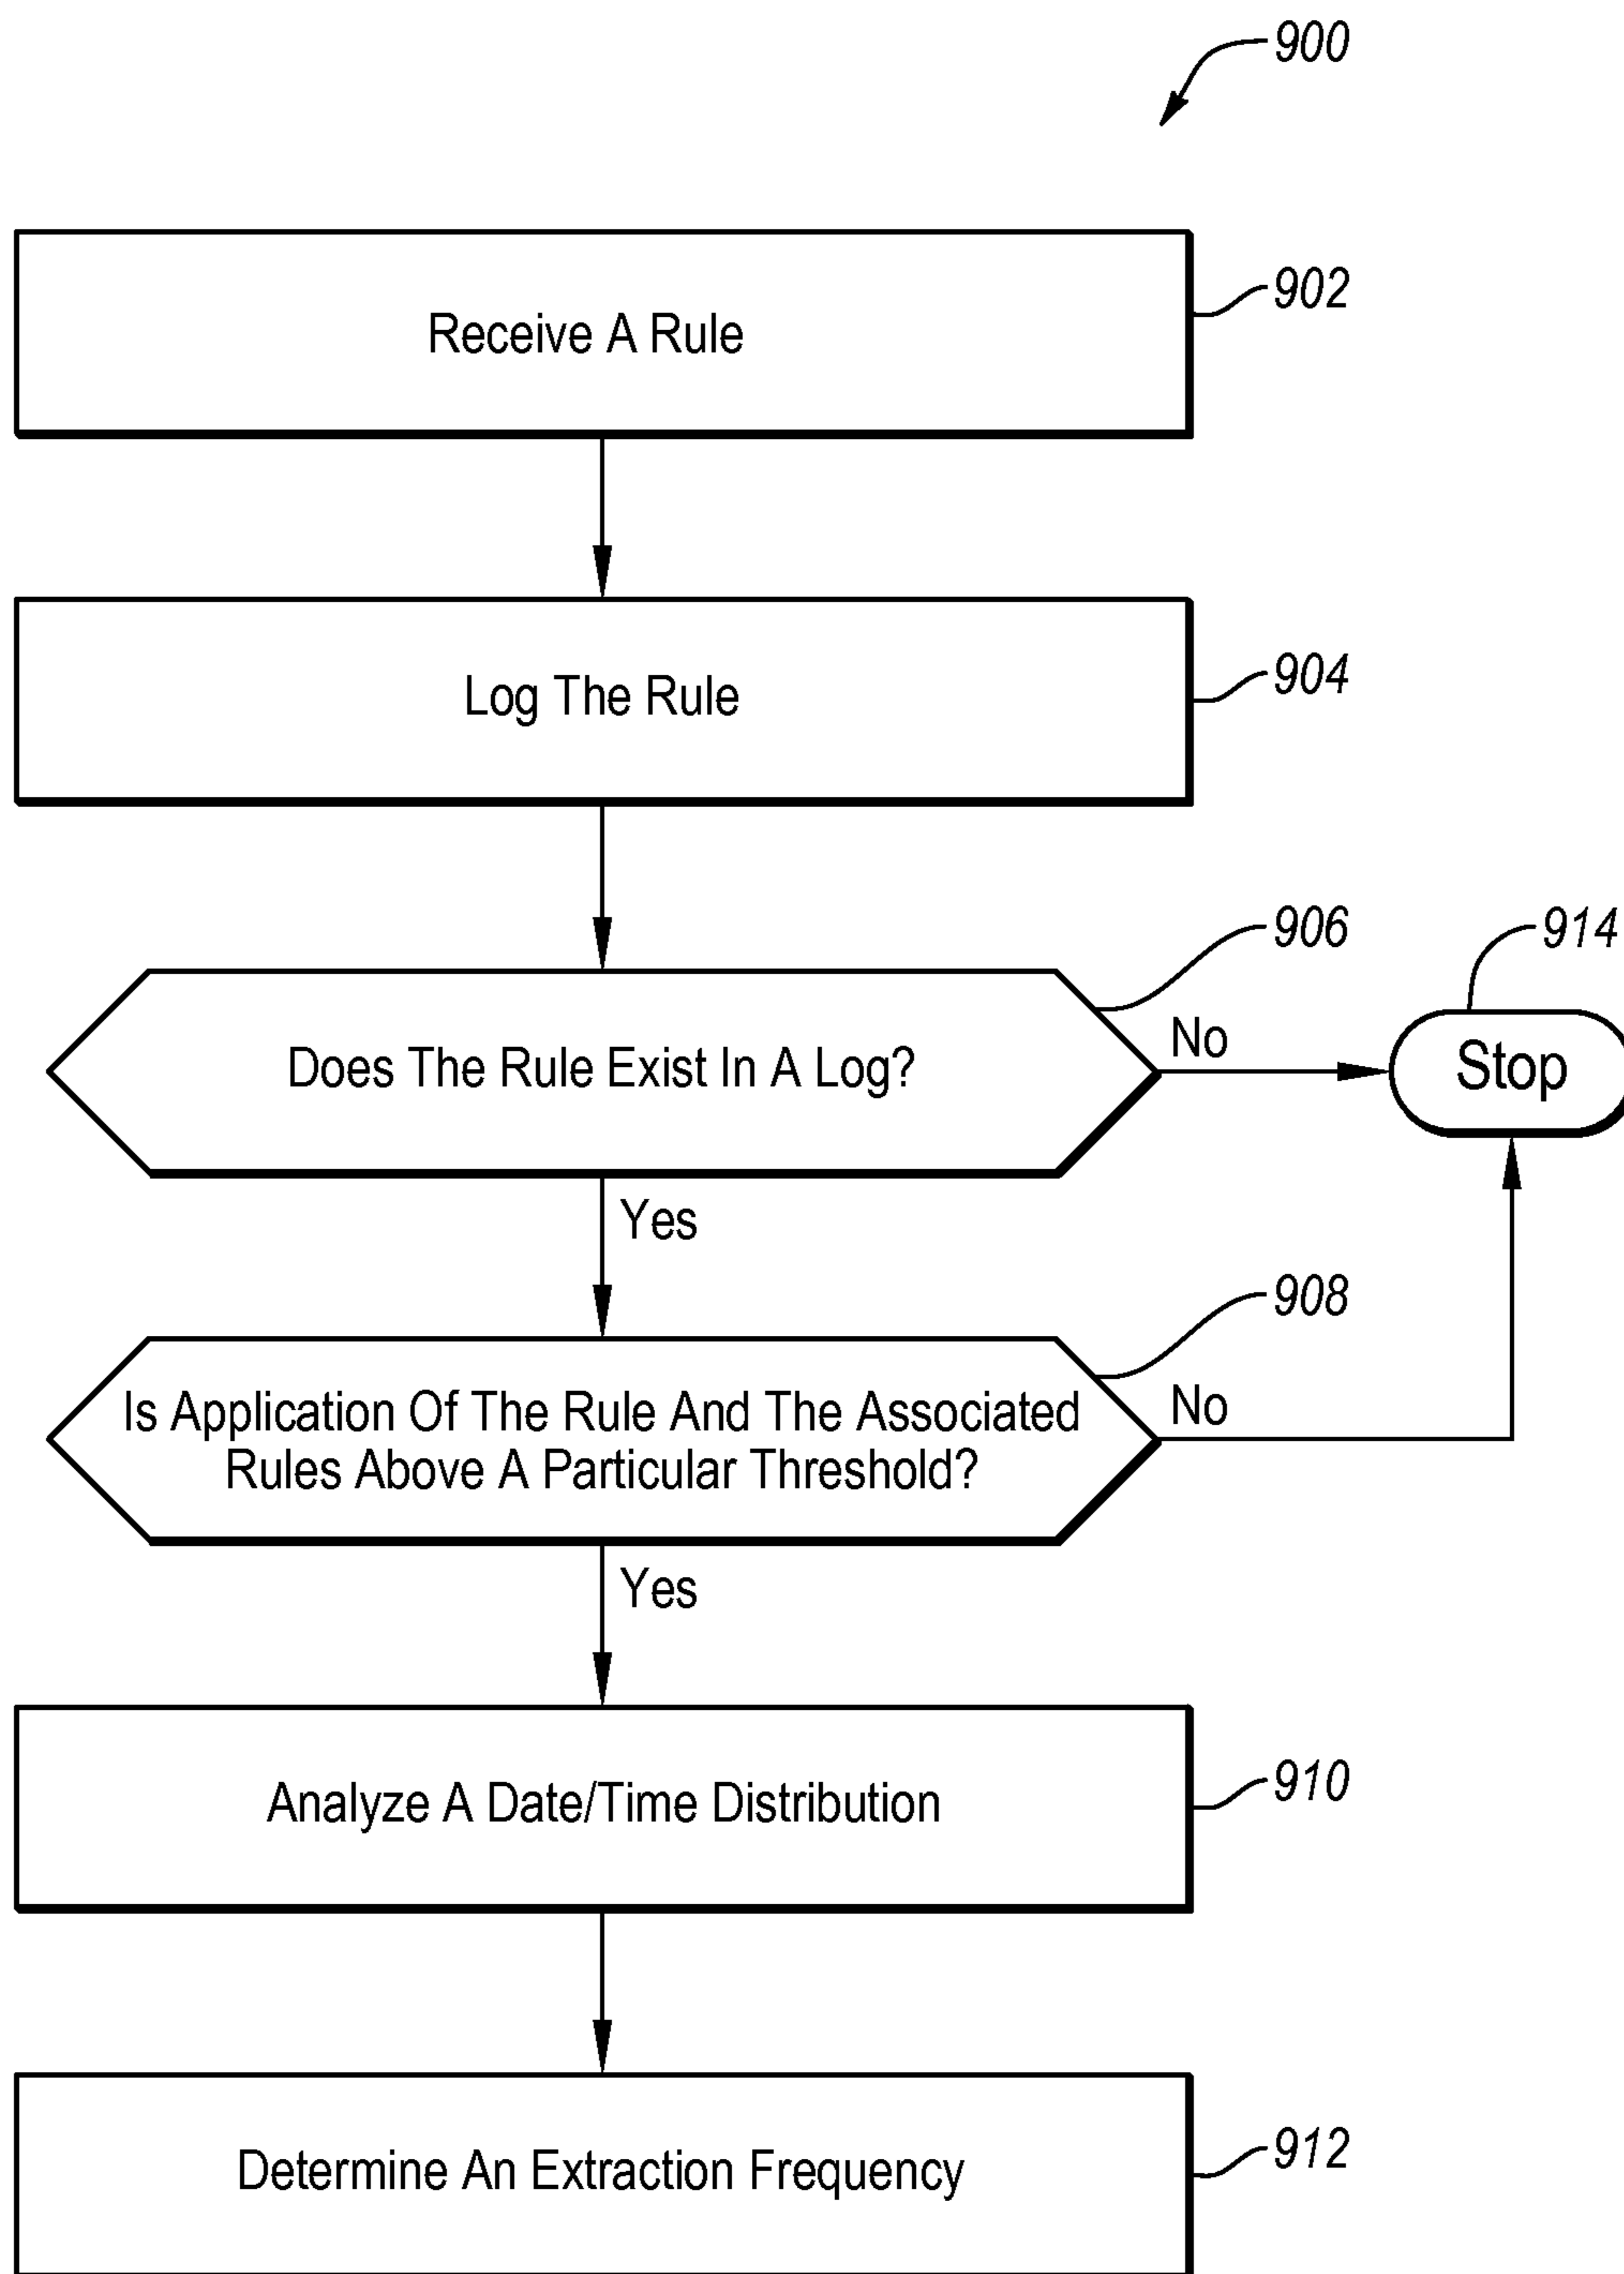 900
Receive A Rule
902
Log The Rule
904
906
914
Does The Rule Exist In A Log?
No
Stop
Yes
908
Is Application Of The Rule And The Associated
Rules Above A Particular Threshold?
No
Yes
Analyze A Date/Time Distribution
910
Determine An Extraction Frequency
912